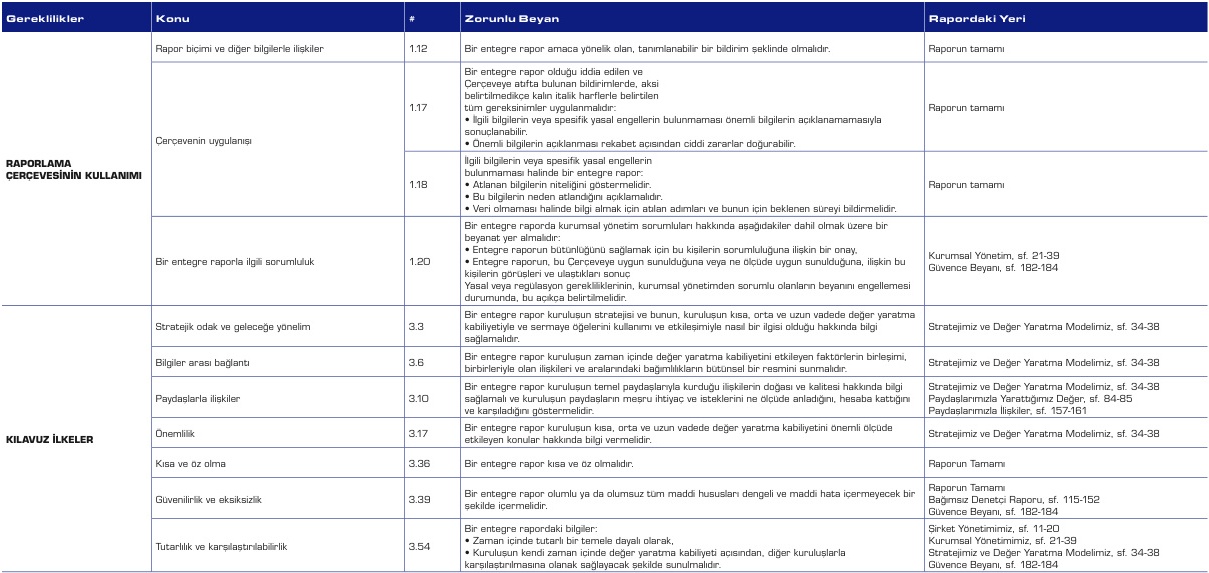 Gereklilikler Konu # Zorunlu Beyan Rapordaki Yeri
RAPORLAMA
ÇERÇEVESİNİN KULLANIMI
Rapor biçimi ve diğer bilgilerle ilişkiler
1.12
Bir entegre rapor amaca yönelik olan, tanımlanabilir bir bildirim şeklinde olmalıdır.
Raporun tamamı
Çerçevenin uygulanışı
1.17
Bir entegre rapor olduğu iddia edilen ve
Çerçeveye atıfta bulunan bildirimlerde, aksi
belirtilmedikçe kalın italik harflerle belirtilen
tüm gereksinimler uygulanmalıdır:
• İlgili bilgilerin veya spesifik yasal engellerin bulunmaması önemli bilgilerin açıklanamamasıyla
sonuçlanabilir.
• Önemli bilgilerin açıklanması rekabet açısından ciddi zararlar doğurabilir.
Raporun tamamı
1.18
İlgili bilgilerin veya spesifik yasal engellerin
bulunmaması halinde bir entegre rapor:
• Atlanan bilgilerin niteliğini göstermelidir.
• Bu bilgilerin neden atlandığını açıklamalıdır.
• Veri olmaması halinde bilgi almak için atılan adımları ve bunun için beklenen süreyi bildirmelidir.
Raporun tamamı
Bir entegre raporla ilgili sorumluluk
1.20
Bir entegre raporda kurumsal yönetim sorumluları hakkında aşağıdakiler dahil olmak üzere bir
beyanat yer almalıdır:
• Entegre raporun bütünlüğünü sağlamak için bu kişilerin sorumluluğuna ilişkin bir onay,
• Entegre raporun, bu Çerçeveye uygun sunulduğuna veya ne ölçüde uygun sunulduğuna, ilişkin bu
kişilerin görüşleri ve ulaştıkları sonuç
Yasal veya regülasyon gerekliliklerinin, kurumsal yönetimden sorumlu olanların beyanını engellemesi
durumunda, bu açıkça belirtilmelidir.
Kurumsal Yönetim, sf. 21-39
Güvence Beyanı, sf. 182-184
KILAVUZ İLKELER
Stratejik odak ve geleceğe yönelim
3.3
Bir entegre rapor kuruluşun stratejisi ve bunun, kuruluşun kısa, orta ve uzun vadede değer yaratma
kabiliyetiyle ve sermaye öğelerini kullanımı ve etkileşimiyle nasıl bir ilgisi olduğu hakkında bilgi
sağlamalıdır.
Stratejimiz ve Değer Yaratma Modelimiz, sf. 34-38
Bilgiler arası bağlantı
3.6
Bir entegre rapor kuruluşun zaman içinde değer yaratma kabiliyetini etkileyen faktörlerin birleşimi,
birbirleriyle olan ilişkileri ve aralarındaki bağımlılıkların bütünsel bir resmini sunmalıdır.
Stratejimiz ve Değer Yaratma Modelimiz, sf. 34-38
Paydaşlarla ilişkiler
3.10
Bir entegre rapor kuruluşun temel paydaşlarıyla kurduğu ilişkilerin doğası ve kalitesi hakkında bilgi
sağlamalı ve kuruluşun paydaşların meşru ihtiyaç ve isteklerini ne ölçüde anladığını, hesaba kattığını
ve karşıladığını göstermelidir.
Stratejimiz ve Değer Yaratma Modelimiz, sf. 34-38
Paydaşlarımızla Yarattığımız Değer, sf. 84-85
Paydaşlarımızla İlişkiler, sf. 157-161
Önemlilik
3.17
Bir entegre rapor kuruluşun kısa, orta ve uzun vadede değer yaratma kabiliyetini önemli ölçüde
etkileyen konular hakkında bilgi vermelidir.
Stratejimiz ve Değer Yaratma Modelimiz, sf. 34-38
Kısa ve öz olma
3.36
Bir entegre rapor kısa ve öz olmalıdır.
Raporun Tamamı
Güvenilirlik ve eksiksizlik
3.39
Bir entegre rapor olumlu ya da olumsuz tüm maddi hususları dengeli ve maddi hata içermeyecek bir
şekilde içermelidir.
Raporun Tamamı
Bağımsız Denetçi Raporu, sf. 115-152
Güvence Beyanı, sf. 182-184
Tutarlılık ve karşılaştırılabilirlik
3.54
Bir entegre rapordaki bilgiler:
• Zaman içinde tutarlı bir temele dayalı olarak,
• Kuruluşun kendi zaman içinde değer yaratma kabiliyeti açısından, diğer kuruluşlarla
karşılaştırılmasına olanak sağlayacak şekilde sunulmalıdır.
Şirket Yönetimimiz, sf. 11-20
Kurumsal Yönetimimiz, sf. 21-39
Stratejimiz ve Değer Yaratma Modelimiz, sf. 34-38
Güvence Beyanı, sf. 182-184